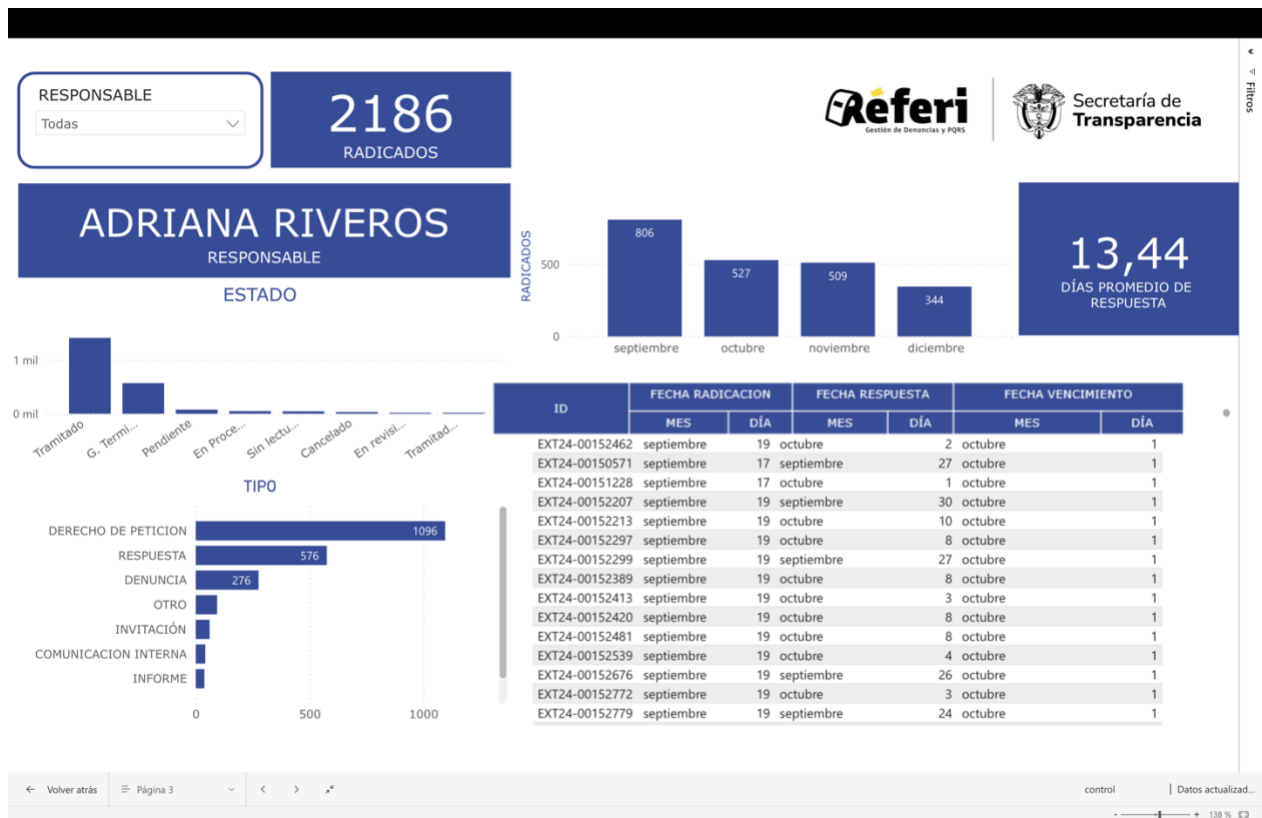 RESPONSABLE
Todas
2186
RADICADOS
Réferi
Gestión de Denuncias y PQRS
Secretaría de
Transparencia
Filtros
ADRIANA RIVEROS
RESPONSABLE
ESTADO
1 mil
0 mil
Tramitado
G. Termi...
Pendiente
En Proce...
Sin lectu...
Cancelado
En revisi...
Tramitad...
RADICADOS
500
0
806
527
509
344
septiembre octubre noviembre diciembre
13,44
DÍAS PROMEDIO DE
RESPUESTA
TIPO
DERECHO DE PETICION 1096
RESPUESTA 576
DENUNCIA 276
OTRO
INVITACIÓN
COMUNICACION INTERNA
INFORME
0 500 1000
ID FECHA RADICACION FECHA RESPUESTA FECHA VENCIMIENTO
MES DÍA MES DÍA MES DÍA
EXT24-00152462 septiembre 19 octubre 2 octubre 1
EXT24-00150571 septiembre 17 septiembre 27 octubre 1
EXT24-00151228 septiembre 17 octubre 1 octubre 1
EXT24-00152207 septiembre 19 septiembre 30 octubre 1
EXT24-00152213 septiembre 19 octubre 10 octubre 1
EXT24-00152297 septiembre 19 octubre 8 octubre 1
EXT24-00152299 septiembre 19 septiembre 27 octubre 1
EXT24-00152389 septiembre 19 octubre 8 octubre 1
EXT24-00152413 septiembre 19 octubre 3 octubre 1
EXT24-00152420 septiembre 19 octubre 8 octubre 1
EXT24-00152481 septiembre 19 octubre 8 octubre 1
EXT24-00152539 septiembre 19 octubre 4 octubre 1
EXT24-00152676 septiembre 19 septiembre 26 octubre 1
EXT24-00152772 septiembre 19 octubre 3 octubre 1
EXT24-00152779 septiembre 19 septiembre 24 octubre 1
Volver atrás Página 3 control Datos actualizad...
- + 138 %